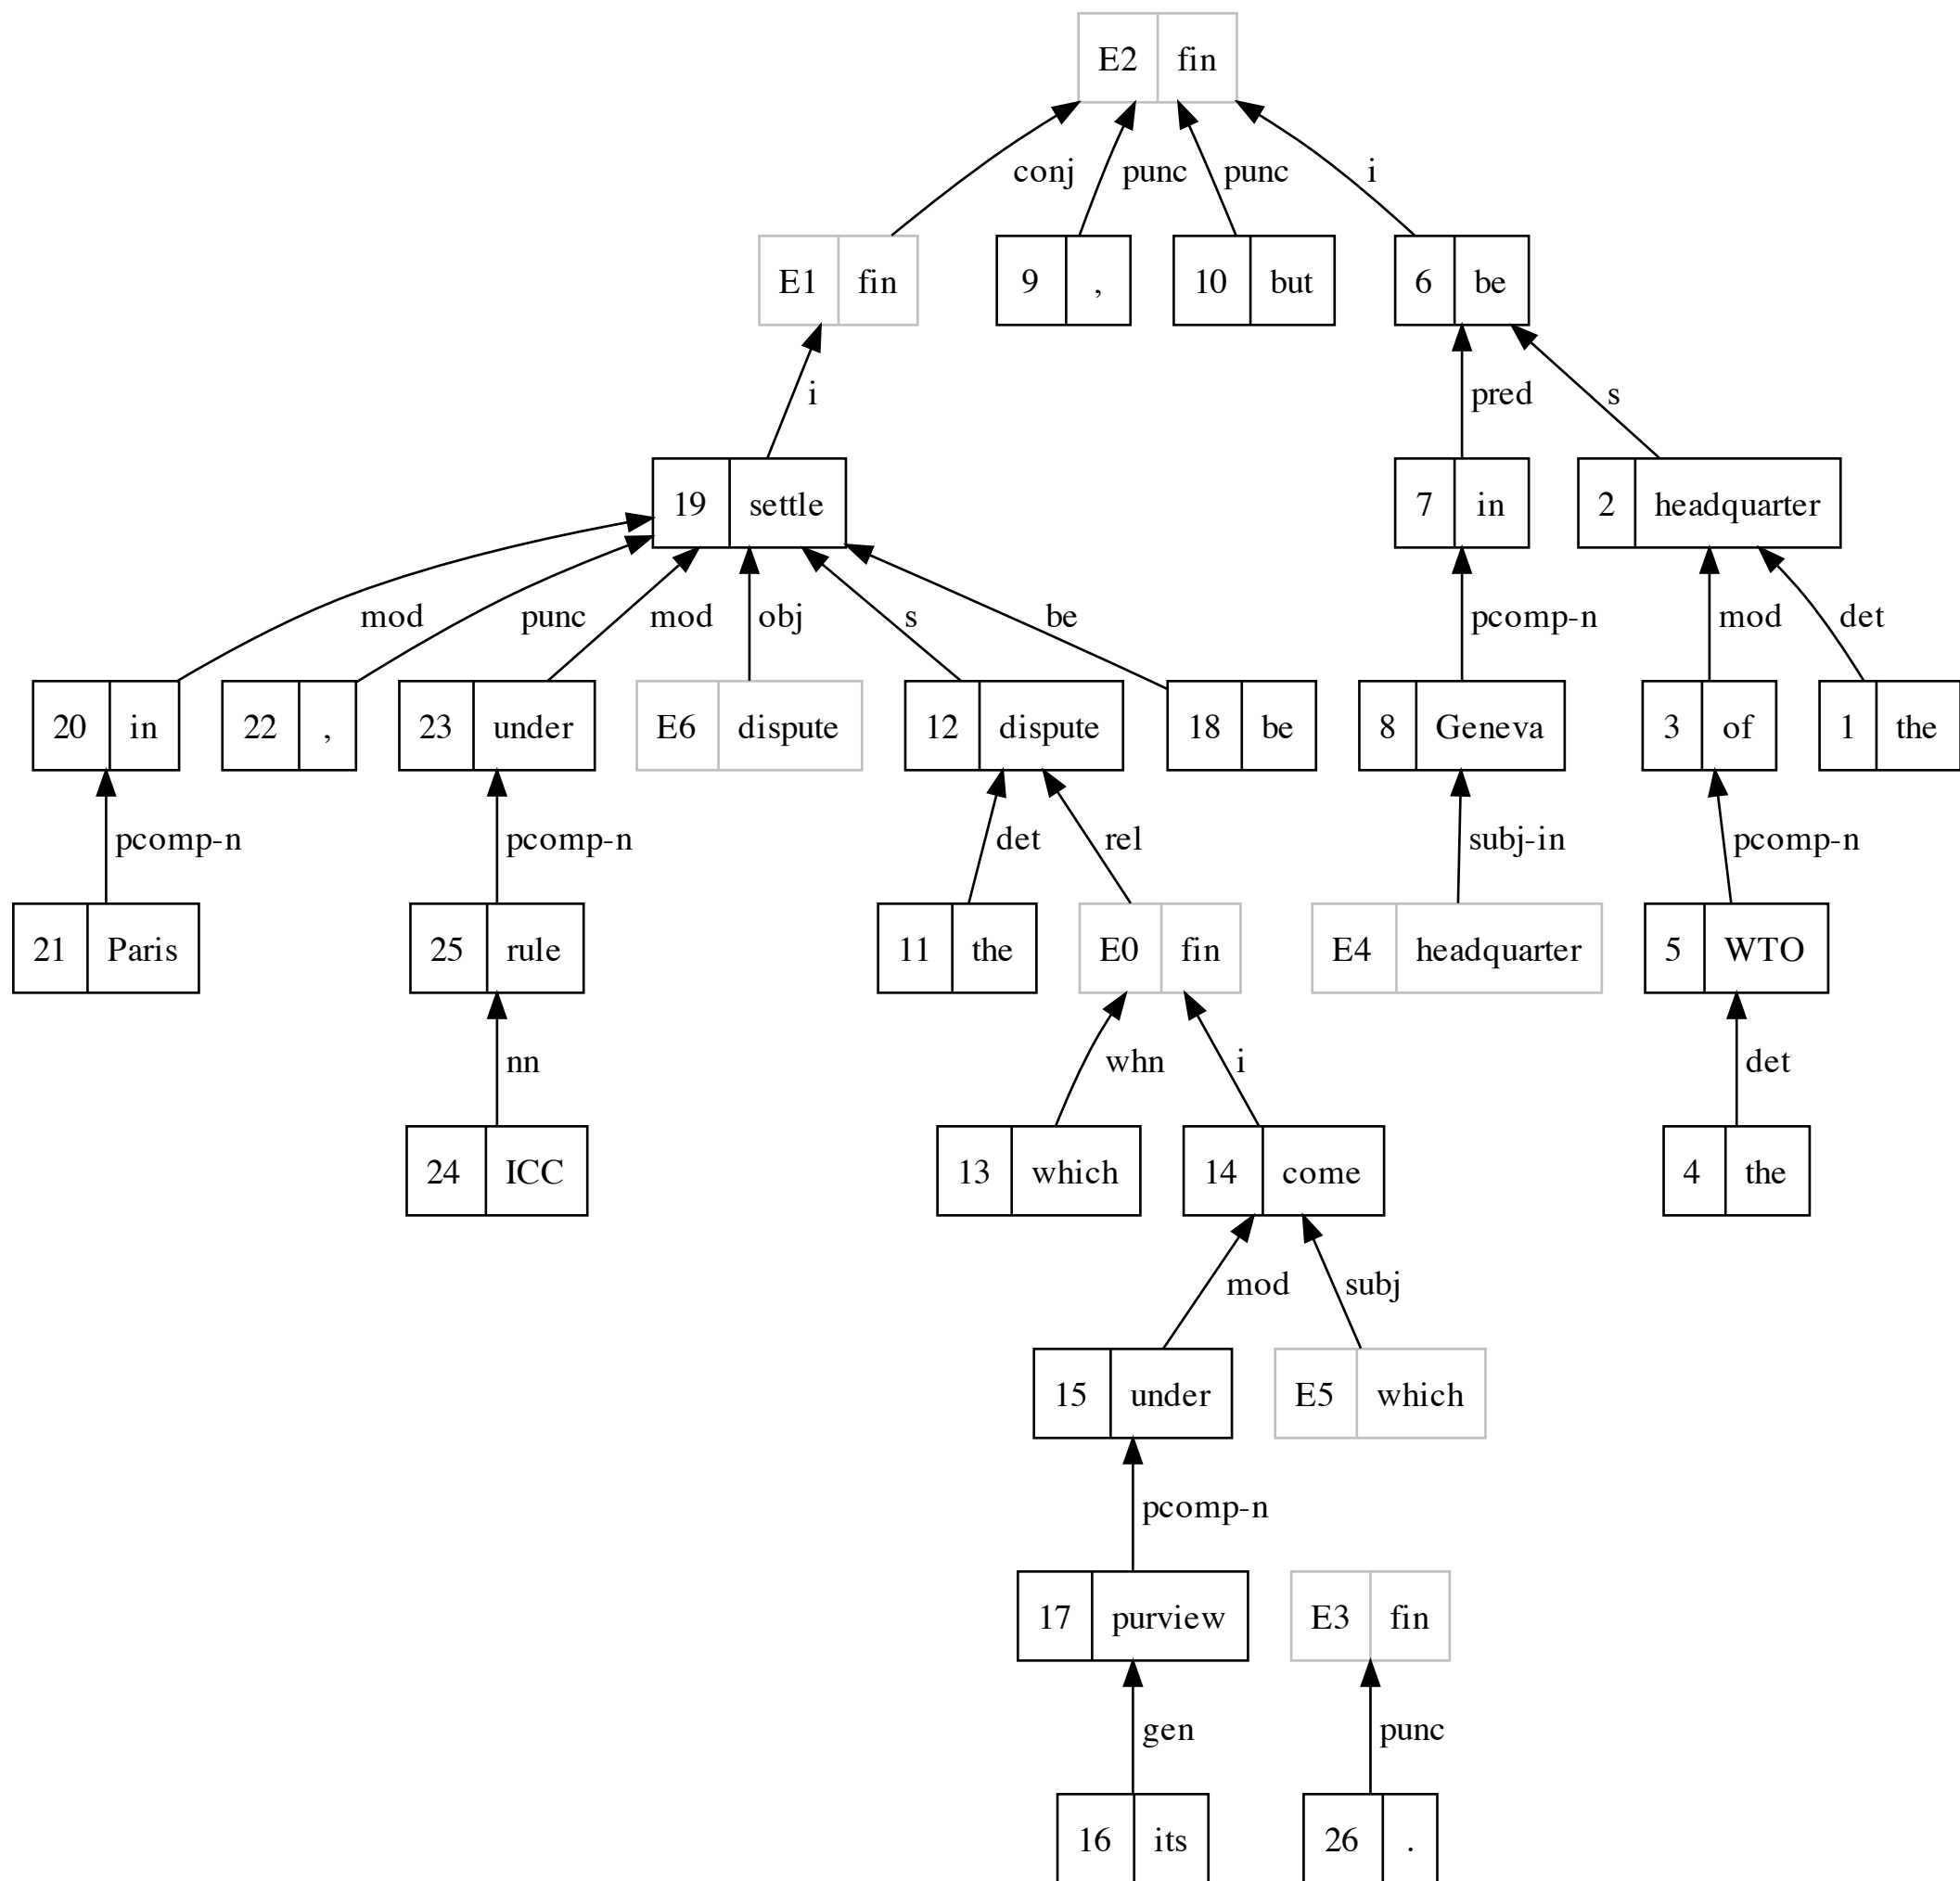 E2 fin
conj punc punc i
E1 fin 9 , 10 but 6 be
i pred s
19 settle 7 in 2 headquarter
mod punc mod obj s be pcomp-n mod det
20 in 22 , 23 under E6 dispute 12 dispute 18 be 8 Geneva 3 of 1 the
pcomp-n pcomp-n det rel subj-in pcomp-n
21 Paris 25 rule 11 the E0 fin E4 headquarter 5 WTO
nn whn i det
24 ICC 13 which 14 come 4 the
mod subj
15 under E5 which
pcomp-n
17 purview E3 fin
gen punc
16 its 26 .